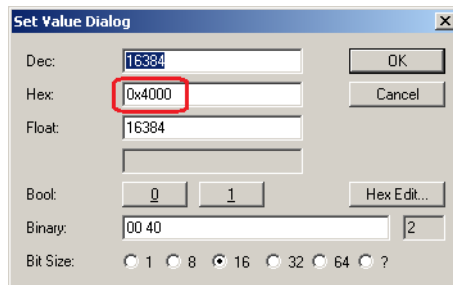 Set Value Dialog
Dec: 16384 OK
Hex: 0x4000 Cancel
Float: 16384
Bool: 0 1 Hex Edit...
Binary: 00 40 2
Bit Size: 1 8 16 32 64 ?